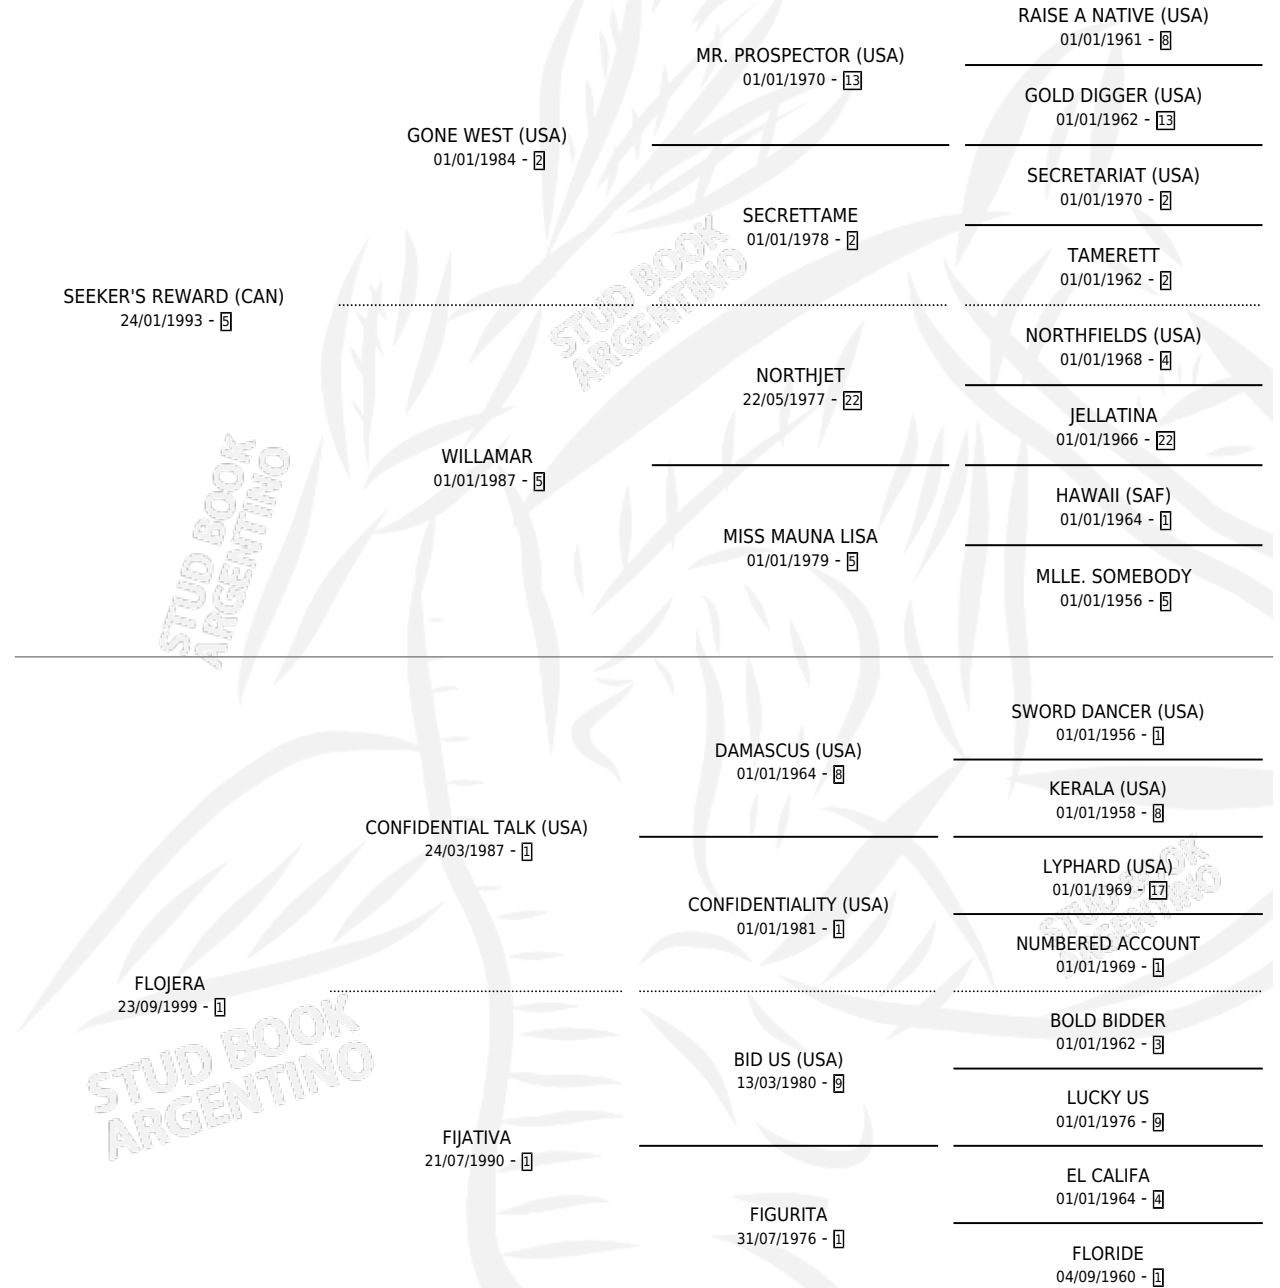 RAISE A NATIVE (USA)
01/01/1961 - 8
MR. PROSPECTOR (USA)
01/01/1970 - 13
GOLD DIGGER (USA)
01/01/1962 - 13
GONE WEST (USA)
01/01/1984 - 2
SECRETARIAT (USA)
01/01/1970 - 2
SECRETTAME
01/01/1978 - 2
TAMERETT
01/01/1962 - 2
SEEKER'S REWARD (CAN)
24/01/1993 - 5
NORTHFIELDS (USA)
01/01/1968 - 4
NORTHJET
22/05/1977 - 22
JELLATINA
01/01/1966 - 22
WILLAMAR
01/01/1987 - 5
HAWAII (SAF)
01/01/1964 - 1
MISS MAUNA LISA
01/01/1979 - 5
MLLE. SOMEBODY
01/01/1956 - 5
SWORD DANCER (USA)
01/01/1956 - 1
DAMASCUS (USA)
01/01/1964 - 8
KERALA (USA)
01/01/1958 - 8
CONFIDENTIAL TALK (USA)
24/03/1987 - 1
LYPHARD (USA)
01/01/1969 - 17
CONFIDENTIALITY (USA)
01/01/1981 - 1
NUMBERED ACCOUNT
01/01/1969 - 1
FLOJERA
23/09/1999 - 1
BOLD BIDDER
01/01/1962 - 3
BID US (USA)
13/03/1980 - 9
LUCKY US
01/01/1976 - 9
FIJATIVA
21/07/1990 - 1
EL CALIFA
01/01/1964 - 4
FIGURITA
31/07/1976 - 1
FLORIDE
04/09/1960 - 1
STUD BOOK
ARGENTINO
STUD BOOK
ARGENTINO
STUD BOOK
ARGENTINO
STUD BOOK
ARGENTINO